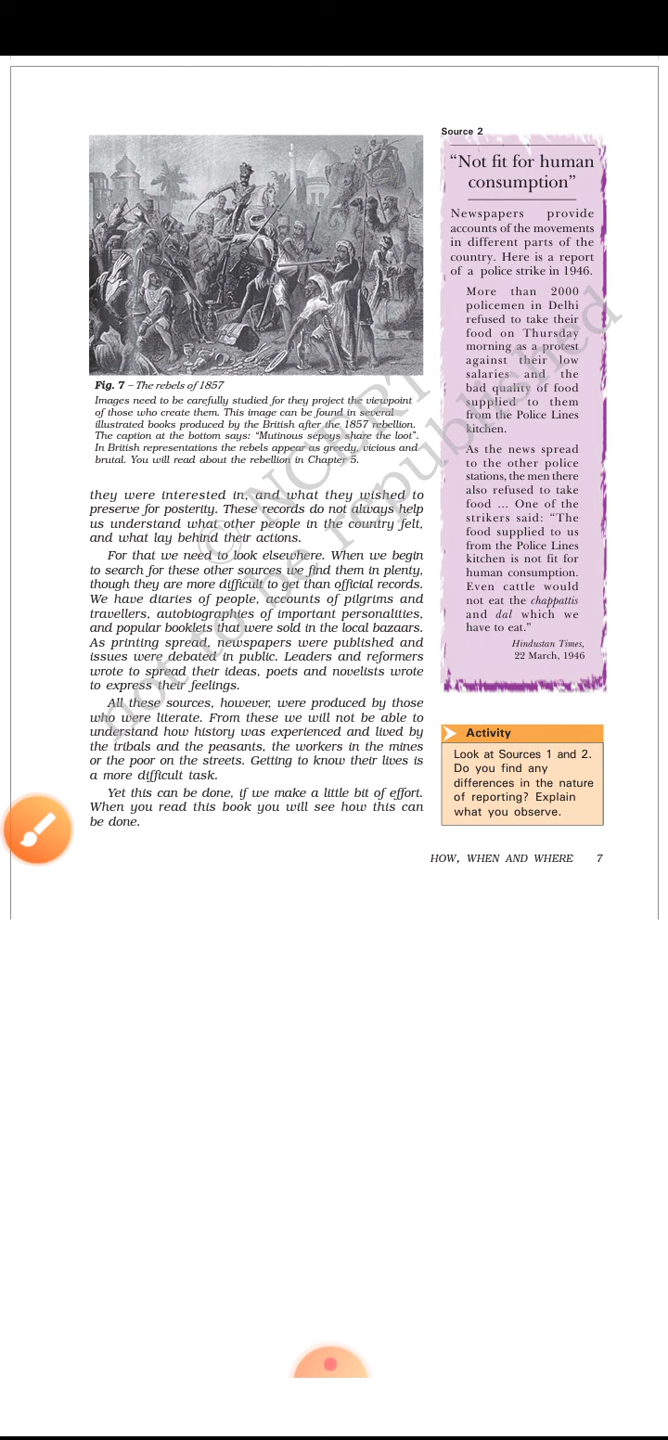 Source 2
“Not fit for human
consumption”
Newspapers provide
accounts of the movements
in different parts of the
country. Here is a report
of a police strike in 1946.
More than 2000
policemen in Delhi
refused to take their
food on Thursday
morning as a protest
against their low
salaries and the
bad quality of food
supplied to them
from the Police Lines
kitchen.
As the news spread
to the other police
stations, the men there
also refused to take
food ... One of the
strikers said: “The
food supplied to us
from the Police Lines
kitchen is not fit for
human consumption.
Even cattle would
not eat the chappattis
and dal which we
have to eat.”
Hindustan Times,
22 March, 1946
Fig. 7 – The rebels of 1857
Images need to be carefully studied for they project the viewpoint
of those who create them. This image can be found in several
illustrated books produced by the British after the 1857 rebellion.
The caption at the bottom says: “Mutinous sepoys share the loot”.
In British representations the rebels appear as greedy, vicious and
brutal. You will read about the rebellion in Chapter 5.
they were interested in, and what they wished to
preserve for posterity. These records do not always help
us understand what other people in the country felt,
and what lay behind their actions.
For that we need to look elsewhere. When we begin
to search for these other sources we find them in plenty,
though they are more difficult to get than official records.
We have diaries of people, accounts of pilgrims and
travellers, autobiographies of important personalities,
and popular booklets that were sold in the local bazaars.
As printing spread, newspapers were published and
issues were debated in public. Leaders and reformers
wrote to spread their ideas, poets and novelists wrote
to express their feelings.
All these sources, however, were produced by those
who were literate. From these we will not be able to
understand how history was experienced and lived by
the tribals and the peasants, the workers in the mines
or the poor on the streets. Getting to know their lives is
a more difficult task.
Yet this can be done, if we make a little bit of effort.
When you read this book you will see how this can
be done.
Activity
Look at Sources 1 and 2.
Do you find any
differences in the nature
of reporting? Explain
what you observe.
HOW, WHEN AND WHERE 7
© NCERT
not to be republished